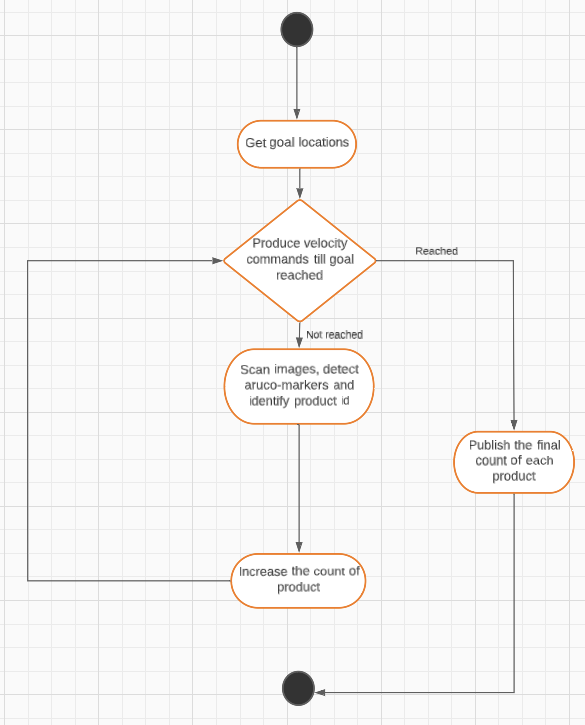 Get goal locations
Produce velocity
commands till goal
reached
Reached
Not reached
Scan images, detect
aruco-markers and
identify product id
Publish the final
count of each
product
Increase the count of
product